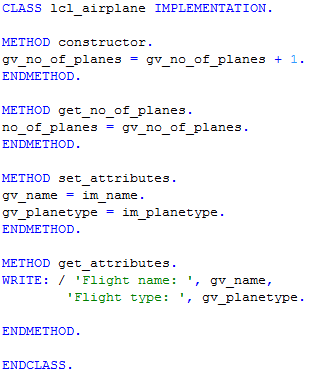 CLASS lcl_airplane IMPLEMENTATION.
METHOD constructor.
gv_no_of_planes = gv_no_of_planes + 1.
ENDMETHOD.
METHOD get_no_of_planes.
no_of_planes = gv_no_of_planes.
ENDMETHOD.
METHOD set_attributes.
gv_name = im_name.
gv_planetype = im_planetype.
ENDMETHOD.
METHOD get_attributes.
WRITE: / 'Flight name: ', gv_name,
'Flight type: ', gv_planetype.
ENDMETHOD.
ENDCLASS.